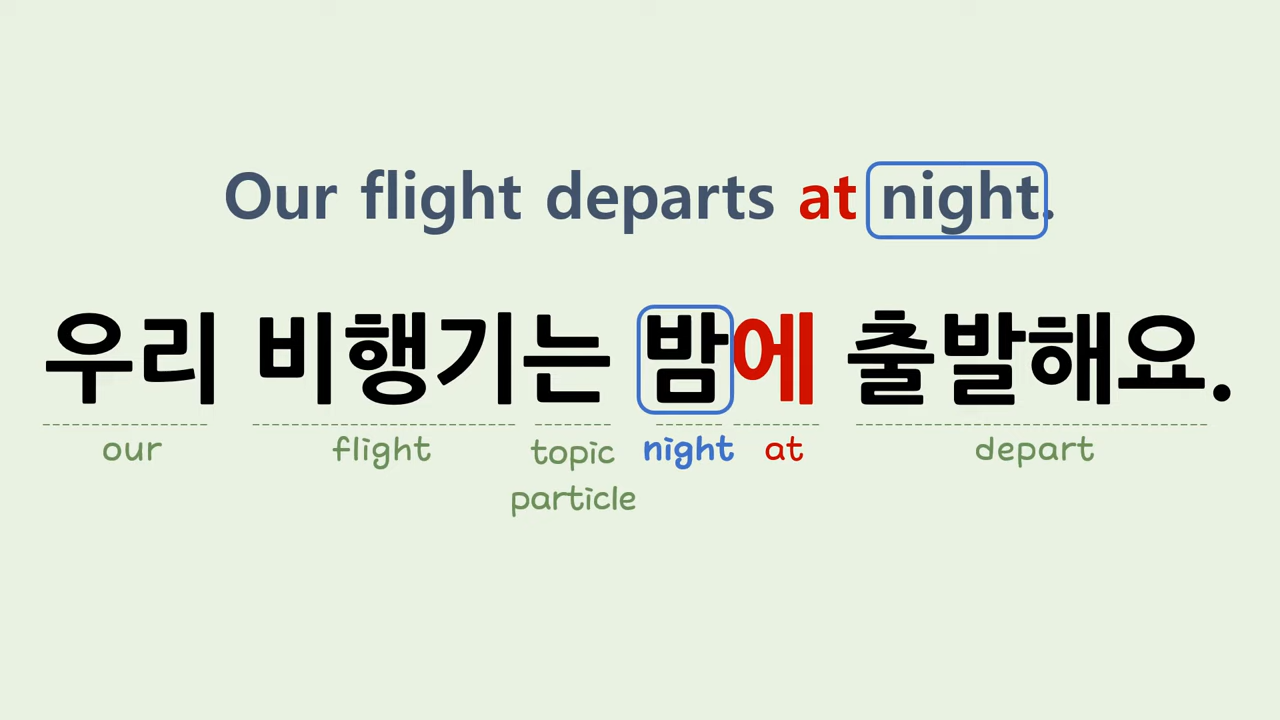 Our flight departs at night.
우리 비행기는 밤에 출발해요.
our flight topic night at depart
particle